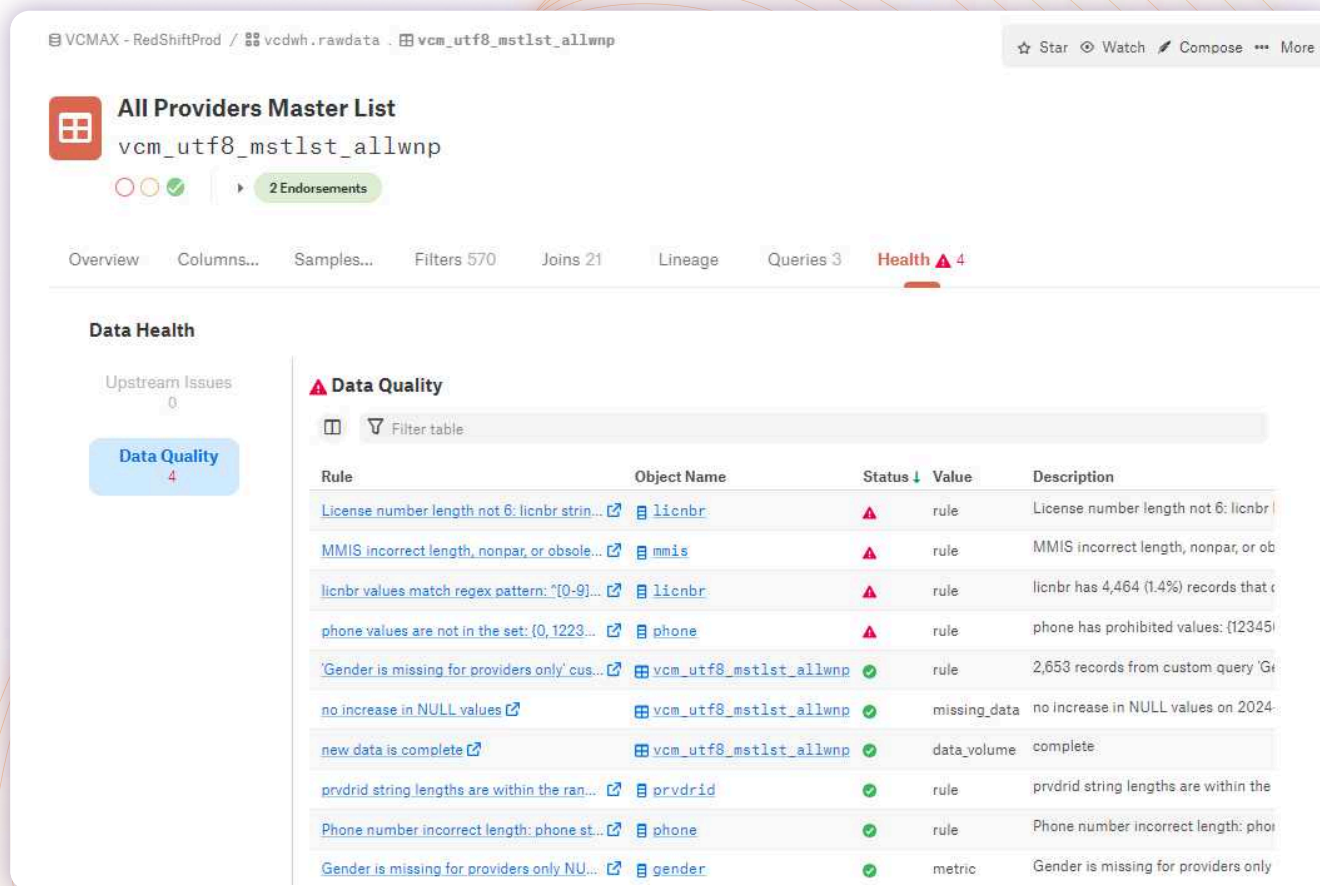 VCMAX - RedShiftProd / vcdwh.rawdata . vcm_utf8_mstlst_allwnp
Star Watch Compose ••• More
All Providers Master List
vcm_utf8_mstlst_allwnp
2 Endorsements
Overview Columns... Samples... Filters 570 Joins 21 Lineage Queries 3 Health 4
Data Health
Upstream Issues
0
Data Quality
4
Data Quality
Filter table
Rule Object Name Status ↓ Value Description
License number length not 6: licnbr strin... licnbr rule License number length not 6: licnbr
MMIS incorrect length, nonpar, or obsole... mmis rule MMIS incorrect length, nonpar, or ob
licnbr values match regex pattern: ^[0-9]... licnbr rule licnbr has 4,464 (1.4%) records that
phone values are not in the set: {0, 1223... phone rule phone has prohibited values: {12345
'Gender is missing for providers only' cus... vcm_utf8_mstlst_allwnp rule 2,653 records from custom query 'Ge
no increase in NULL values vcm_utf8_mstlst_allwnp missing_data no increase in NULL values on 2024-
new data is complete vcm_utf8_mstlst_allwnp data_volume complete
prvdrid string lengths are within the ran... prvdrid rule prvdrid string lengths are within the
Phone number incorrect length: phone st... phone rule Phone number incorrect length: phon
Gender is missing for providers only NU... gender metric Gender is missing for providers only